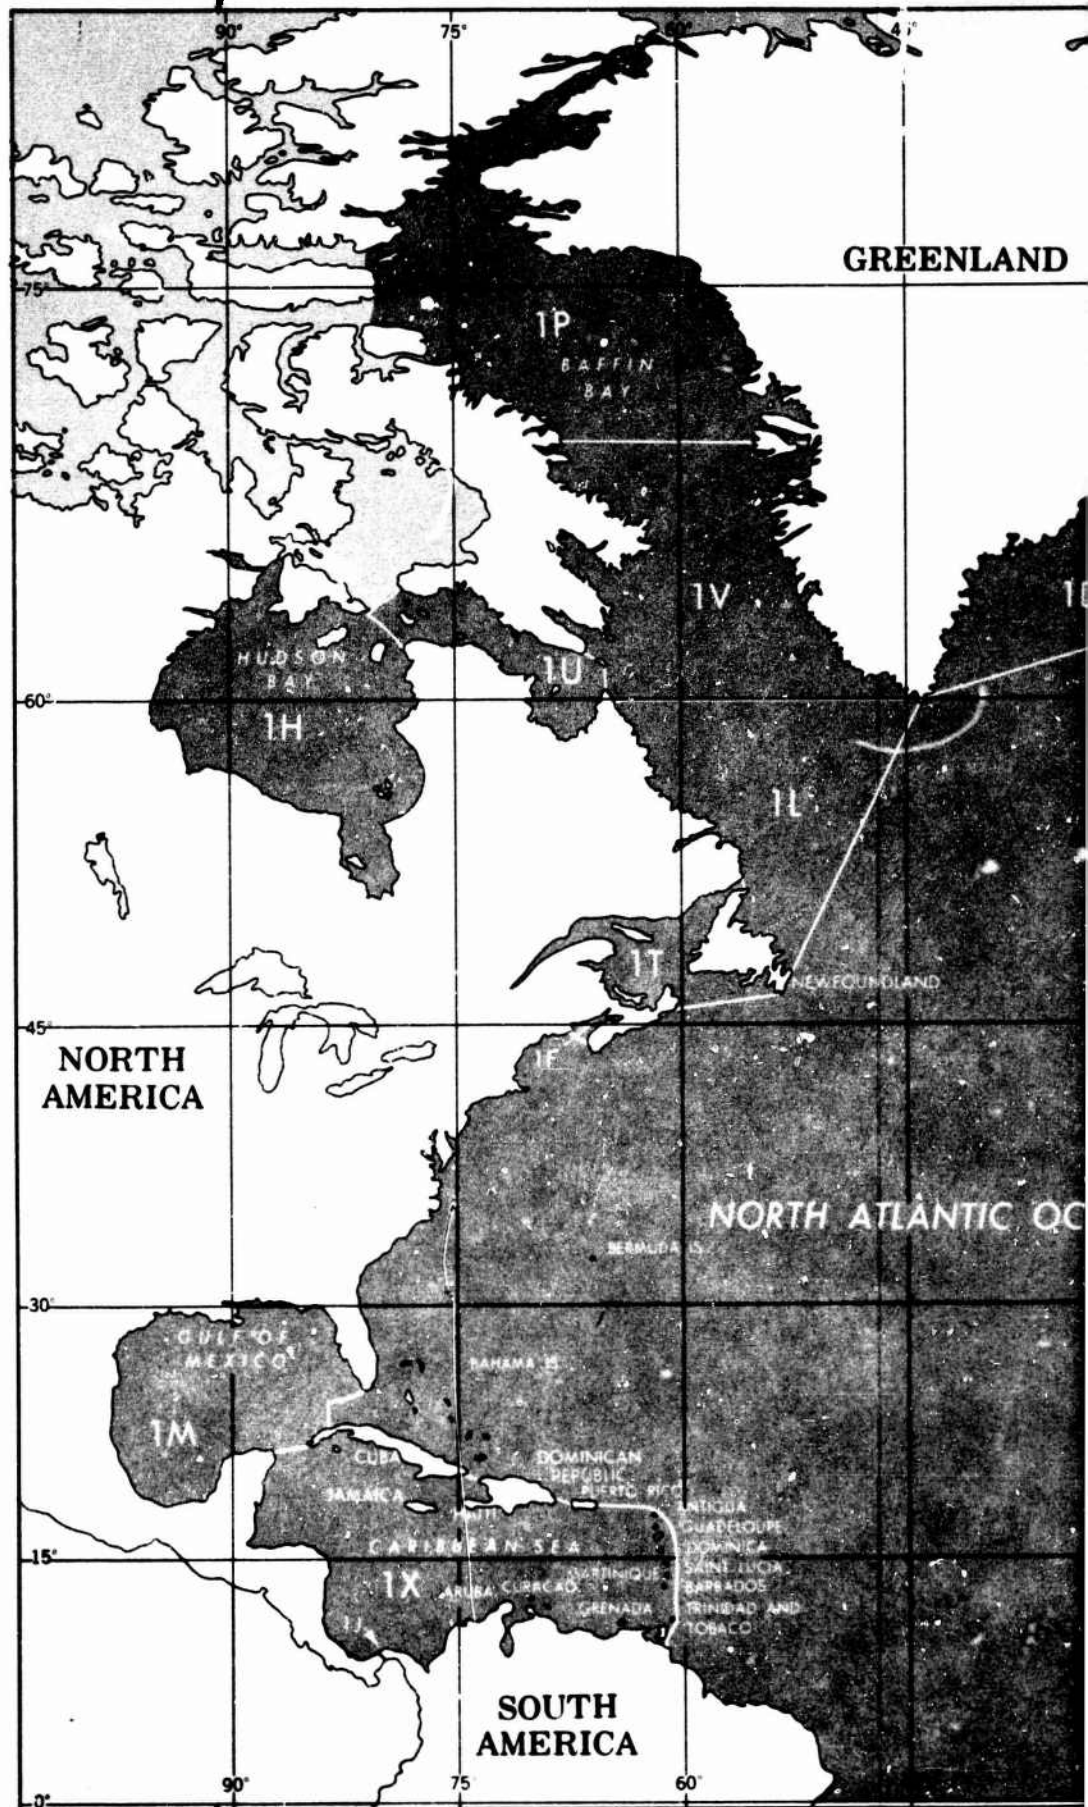 90°
75°
60°
75°
GREENLAND
1P
BAFFIN
BAY
1V
HUDSON
BAY
1U
60°
1H
1L
1T
NEWFOUNDLAND
45°
NORTH
AMERICA
1F
NORTH ATLANTIC OC
BERMUDA IS.
30°
GULF OF
MEXICO
BAHAMA IS.
1M
CUBA
DOMINICAN
REPUBLIC
PUERTO RICO
JAMAICA
HAITI
ANTIGUA
GUADELOUPE
CARIBBEAN SEA
DOMINICA
15°
MARTINIQUE
SAINT LUCIA
1X
ARUBA
CURACAO
BARBADOS
GRENADA
TRINIDAD AND
TOBACO
1J
SOUTH
AMERICA
90°
75
60°
0°